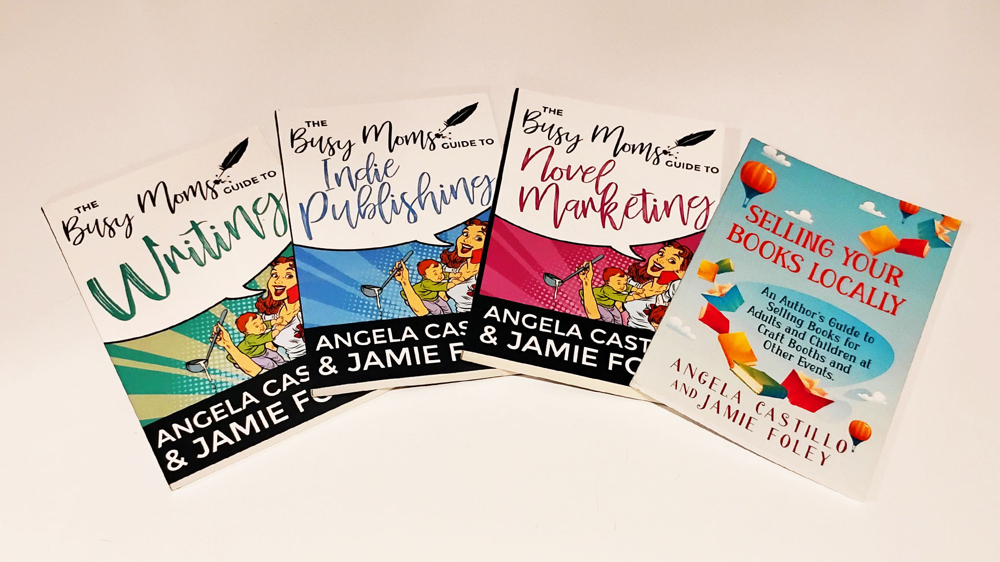 THE
Busy Moms
GUIDE TO
Writing
ANGELA CAS
& JAMIE FO
THE
Busy Moms
GUIDE TO
Indie
Publishing
ANGELA CAS
& JAMIE F
THE
Busy Moms
GUIDE TO
Novel
Marketing
ANGELA CAST
& JAMIE FO
SELLING YOUR
BOOKS LOCALLY
An Author's Guide to
Selling Books for
Adults and Children at
Craft Booths and
Other Events.
ANGELA CASTILLO
AND JAMIE FOLEY